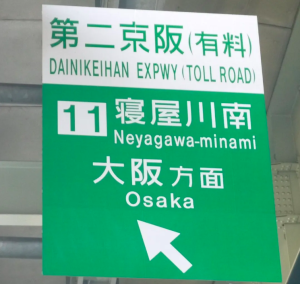 第二京阪(有料)
DAINIKEIHAN EXPWY (TOLL ROAD)
11 寝屋川南
Neyagawa-minami
大阪方面
Osaka